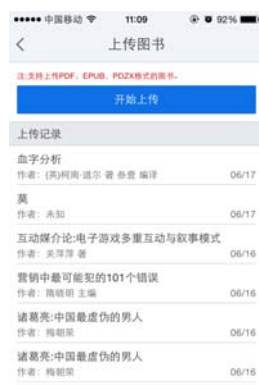 中国移动 11:09 92%
上传图书
注:支持上传PDF、EPUB、PDZX格式的图书。
开始上传
上传记录
血字分析
作者: (英)柯南·道尔 著 叁壹 编译 06/17
莫
作者: 未知 06/17
互动媒介论:电子游戏多重互动与叙事模式
作者: 关萍萍 著 06/16
营销中最可能犯的101个错误
作者: 隋晓明 主编 06/16
诸葛亮:中国最虚伪的男人
作者: 梅朝荣 06/16
诸葛亮:中国最虚伪的男人
作者: 梅朝荣 06/16